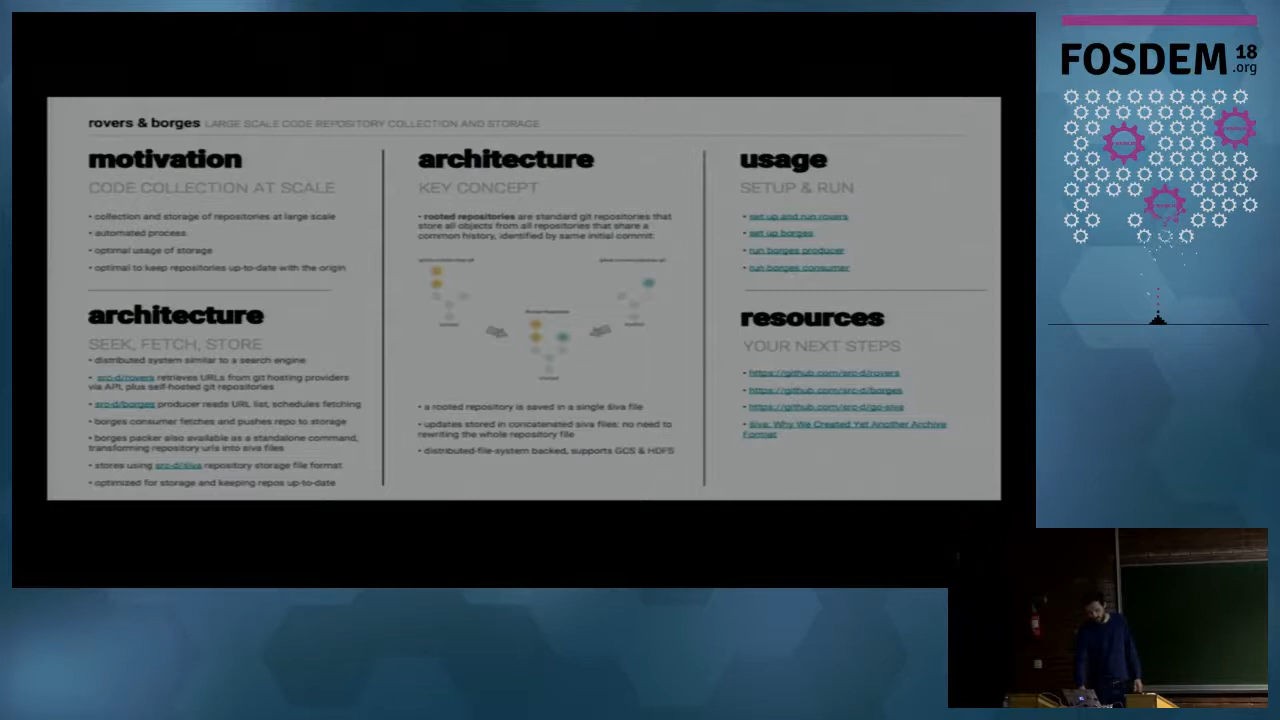 rovers & borges LARGE SCALE CODE REPOSITORY COLLECTION AND STORAGE
motivation
CODE COLLECTION AT SCALE
• collection and storage of repositories at large scale
• automated process
• optimal usage of storage
• optimal to keep repositories up-to-date with the origin
architecture
SEEK, FETCH, STORE
• distributed system similar to a search engine
• src-d/rovers retrieves URLs from git hosting providers
via API, plus self-hosted git repositories
• src-d/borges producer reads URL list, schedules fetching
• borges consumer fetches and pushes repo to storage
• borges packer also available as a standalone command,
transforming repository urls into siva files
• stores using src-d/siva repository storage file format
• optimized for storage and keeping repos up-to-date
architecture
KEY CONCEPT
• rooted repositories are standard git repositories that
store all objects from all repositories that share a
common history, identified by same initial commit:
• a rooted repository is saved in a single siva file
• updates stored in concatenated siva files: no need to
rewriting the whole repository file
• distributed-file-system backed, supports GCS & HDFS
usage
SETUP & RUN
• set up and run rovers
• set up borges
• run borges producer
• run borges consumer
resources
YOUR NEXT STEPS
• https://github.com/src-d/rovers
• https://github.com/src-d/borges
• https://github.com/src-d/go-siva
• śiva: Why We Created Yet Another Archive
Format
FOSDEM 18
.org